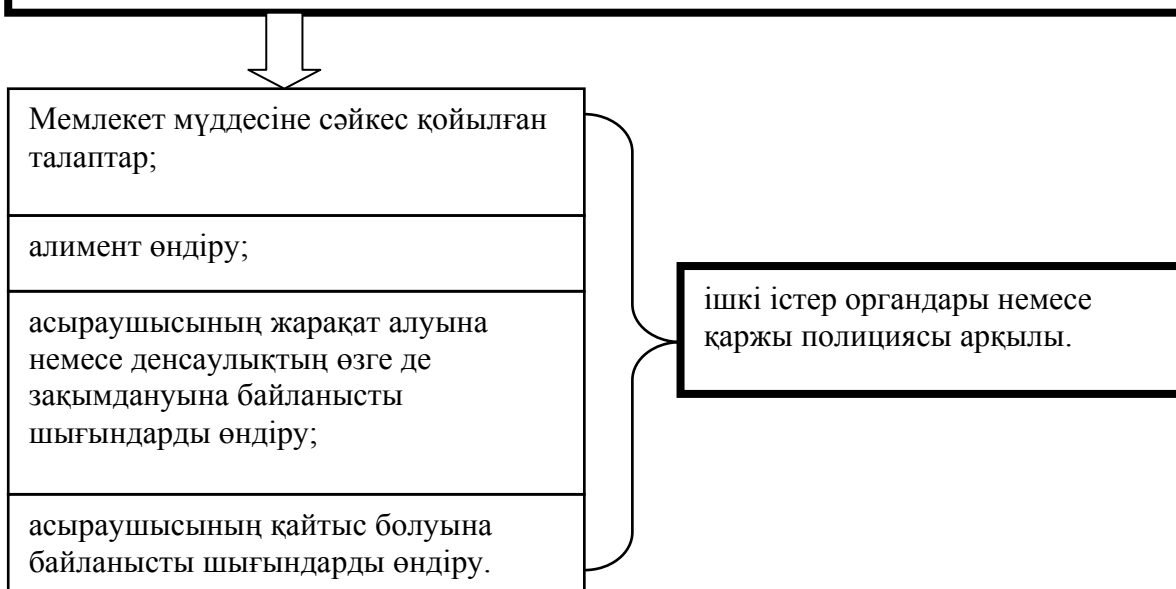 Мемлекет мүддесіне сәйкес қойылған
талаптар;
алимент өндіру;
асыраушысының жарақат алуына
немесе денсаулықтың өзге де
зақымдануына байланысты
шығындарды өндіру;
асыраушысының қайтыс болуына
байланысты шығындарды өндіру.
ішкі істер органдары немесе
қаржы полициясы арқылы.